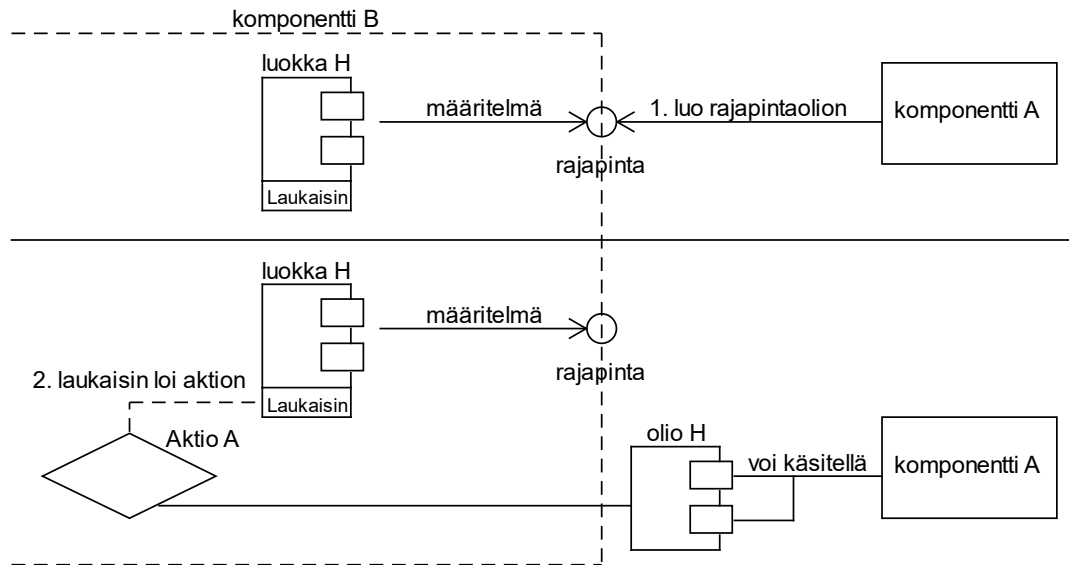 komponentti B
luokka H
määritelmä
1. luo rajapintaolion
komponentti A
rajapinta
Laukaisin
luokka H
määritelmä
rajapinta
2. laukaisin loi aktion
Laukaisin
Aktio A
olio H
voi käsitellä
komponentti A